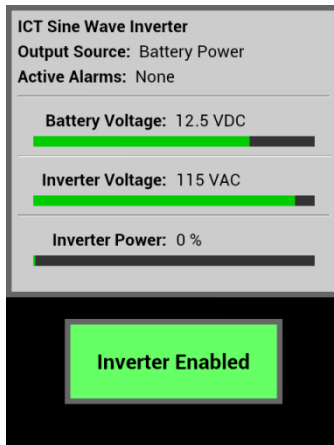 ICT Sine Wave Inverter
Output Source: Battery Power
Active Alarms: None
Battery Voltage: 12.5 VDC
Inverter Voltage: 115 VAC
Inverter Power: 0 %
Inverter Enabled